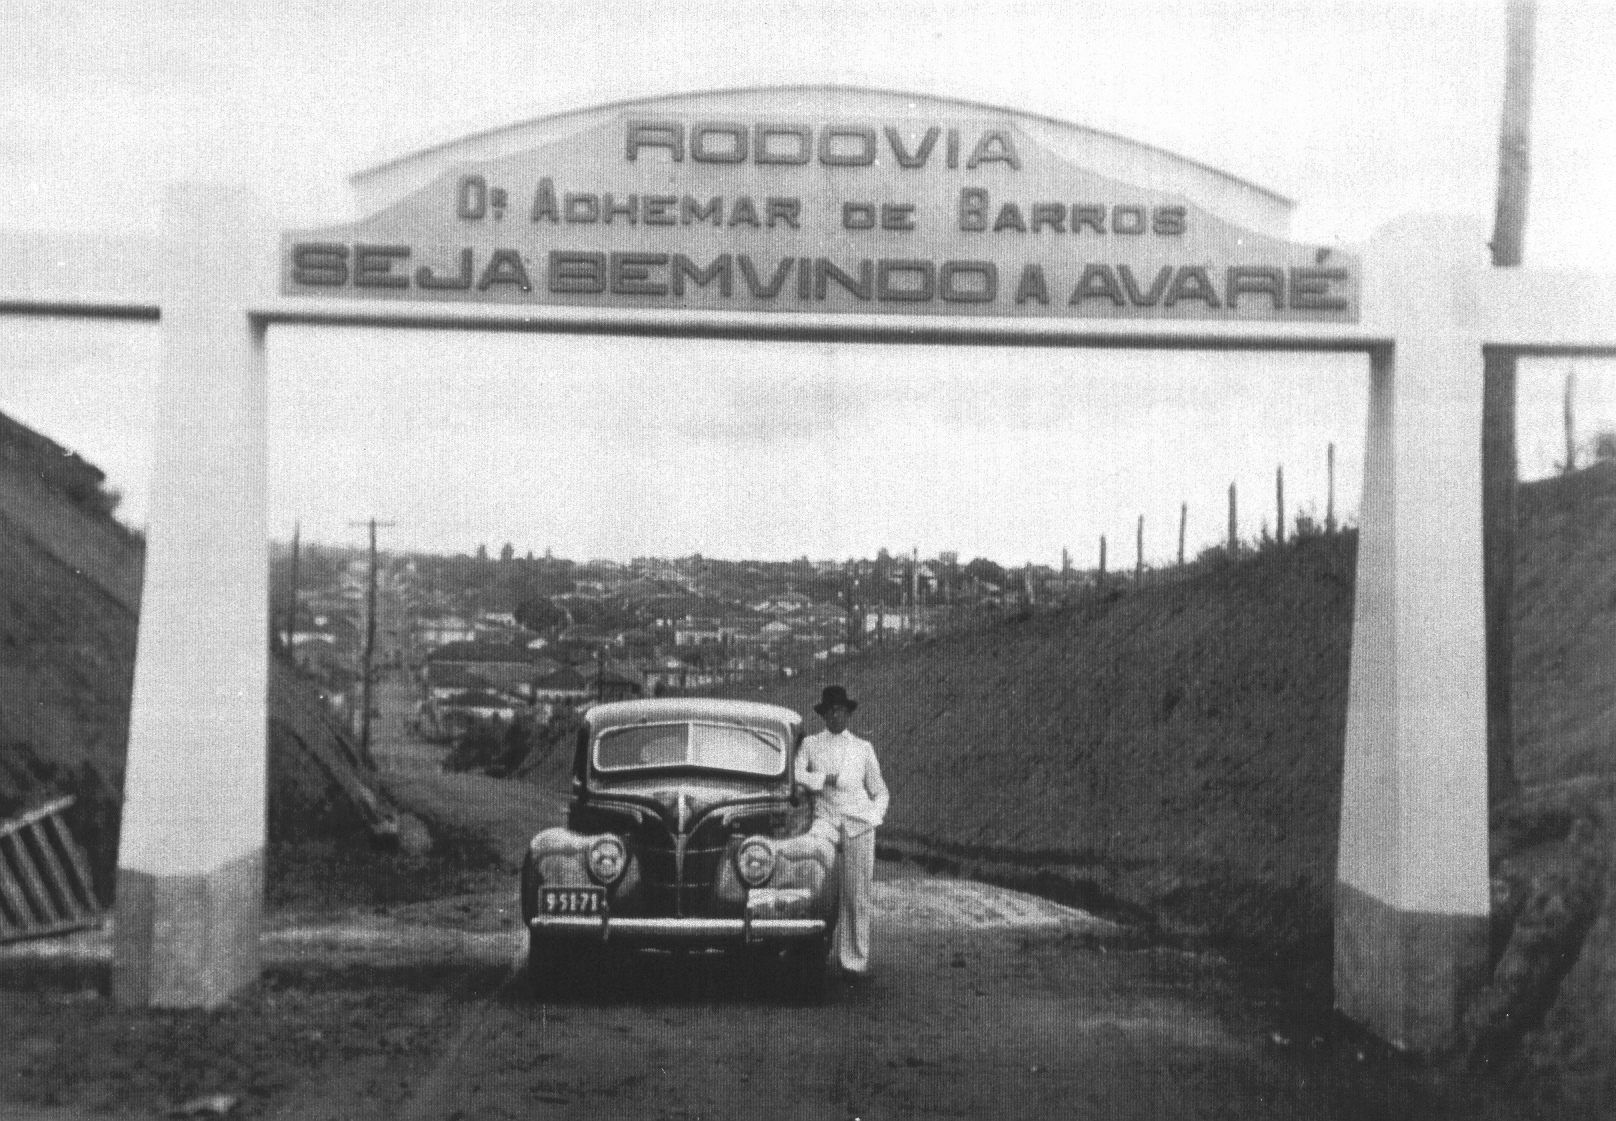 RODOVIA
Dr ADHEMAR DE BARROS
SEJA BEMVINDO A AVARÉ
9·51·71